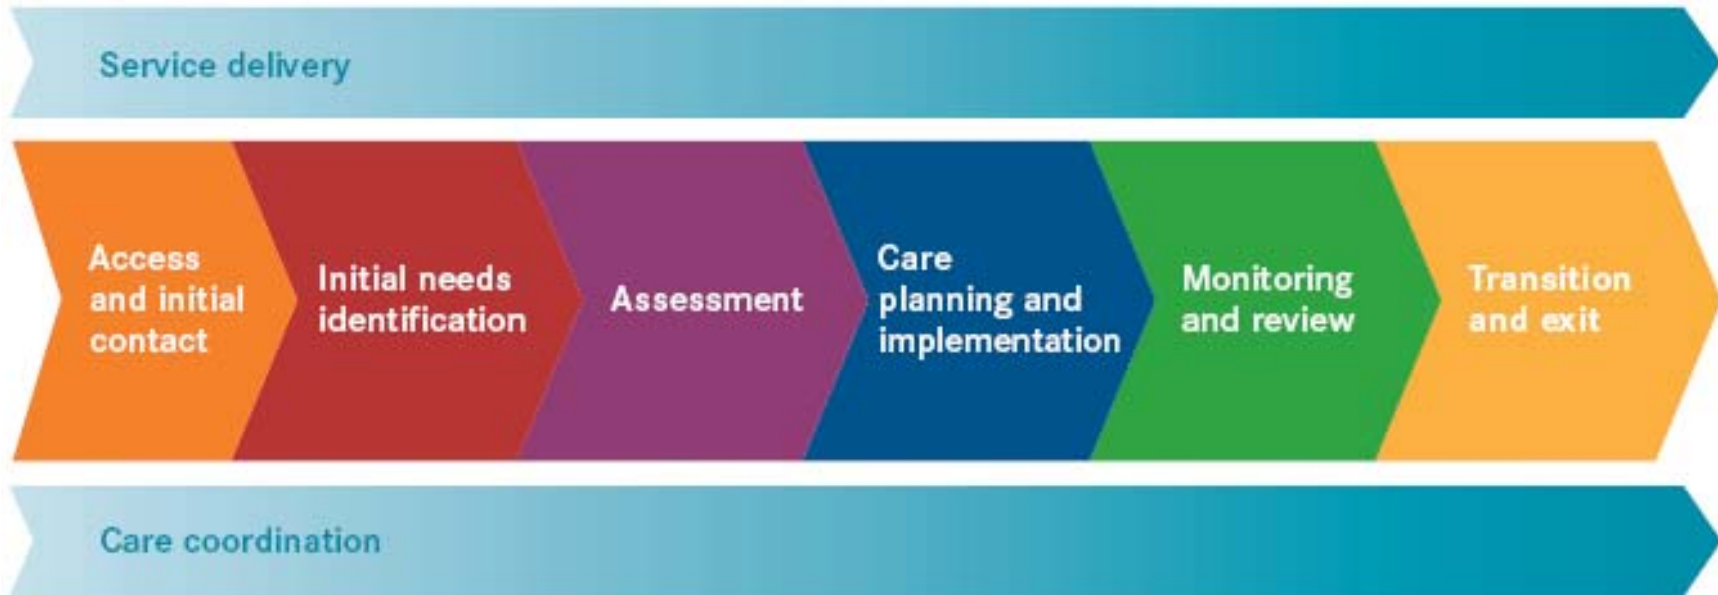 Service delivery
Access
and initial
contact
Initial needs
identification
Assessment
Care
planning and
implementation
Monitoring
and review
Transition
and exit
Care coordination